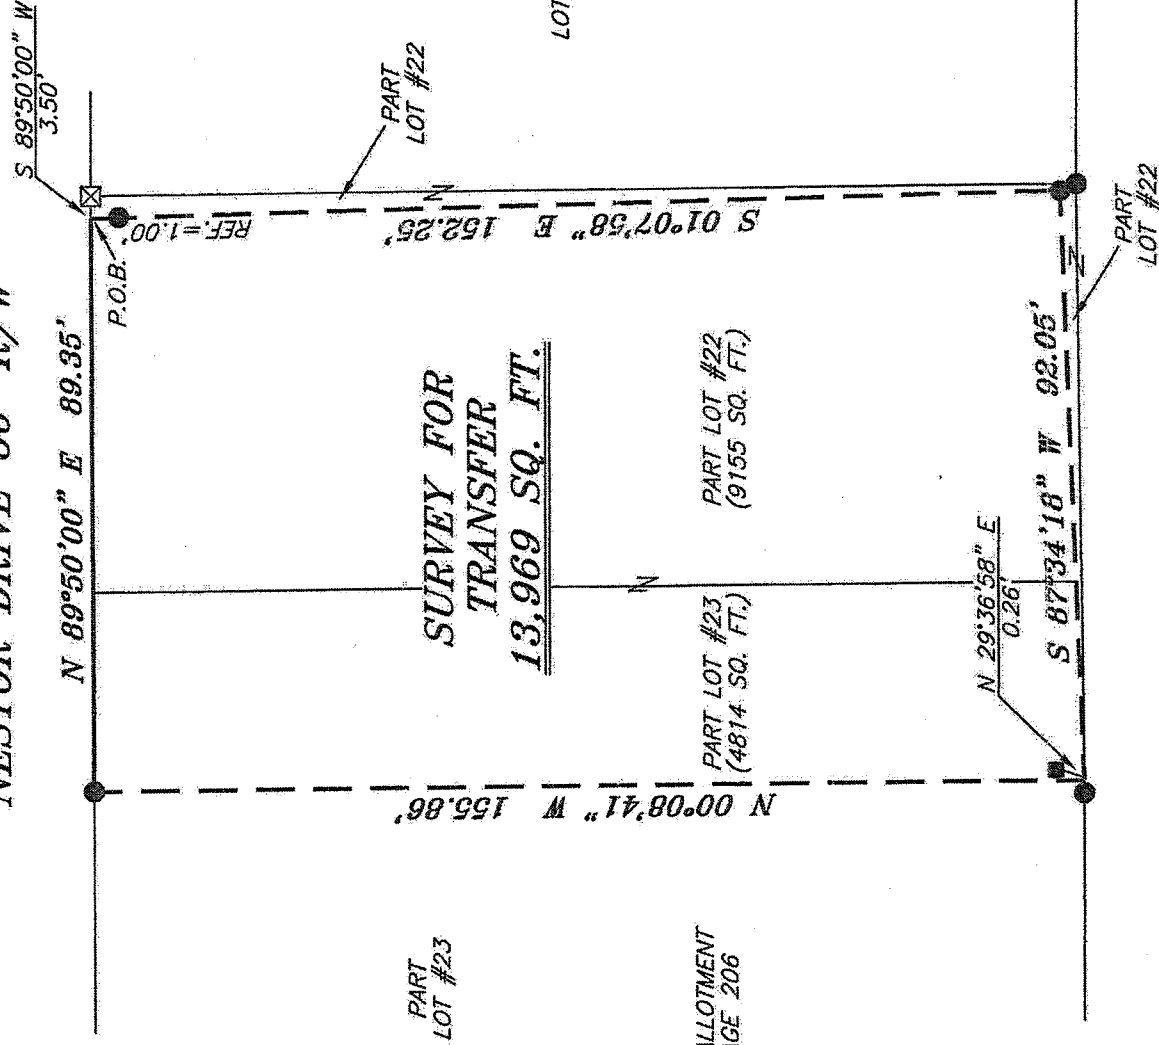 S 89°50'00" W
3.50'
LOT
NESTOR DRIVE
R/W
N 89°50'00" E 89.35'
P.O.B.
REF.=1.00'
PART
LOT #22
S 01°07'58" E 152.25'
SURVEY FOR
TRANSFER
13,969 SQ. FT.
PART LOT #22
(9155 SQ. FT.)
PART LOT #23
(4814 SQ. FT.)
N 00°08'41" W 155.86'
N 29°36'58" E
0.26'
S 87°34'18" W 92.05'
PART
LOT #22
PART
LOT #23
ALLOTMENT
AGE 206